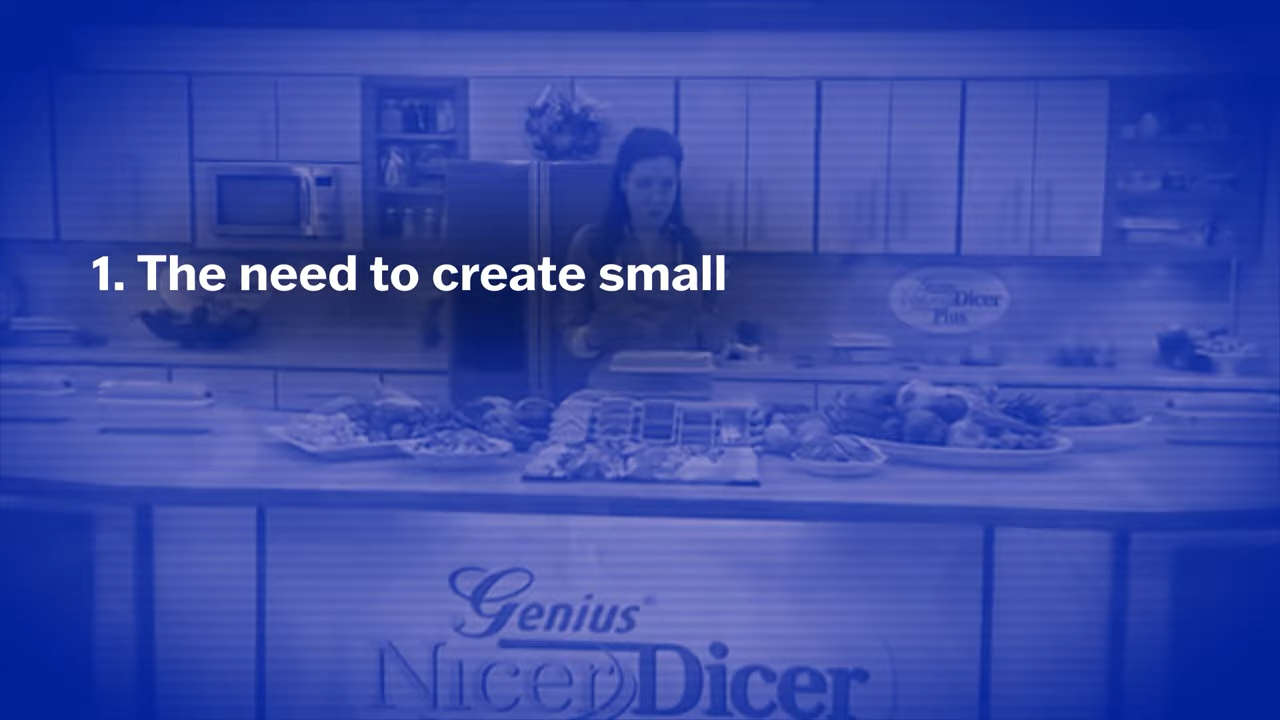 1. The need to create small
Nicer Dicer
Plus
Genius®
Nicer Dicer